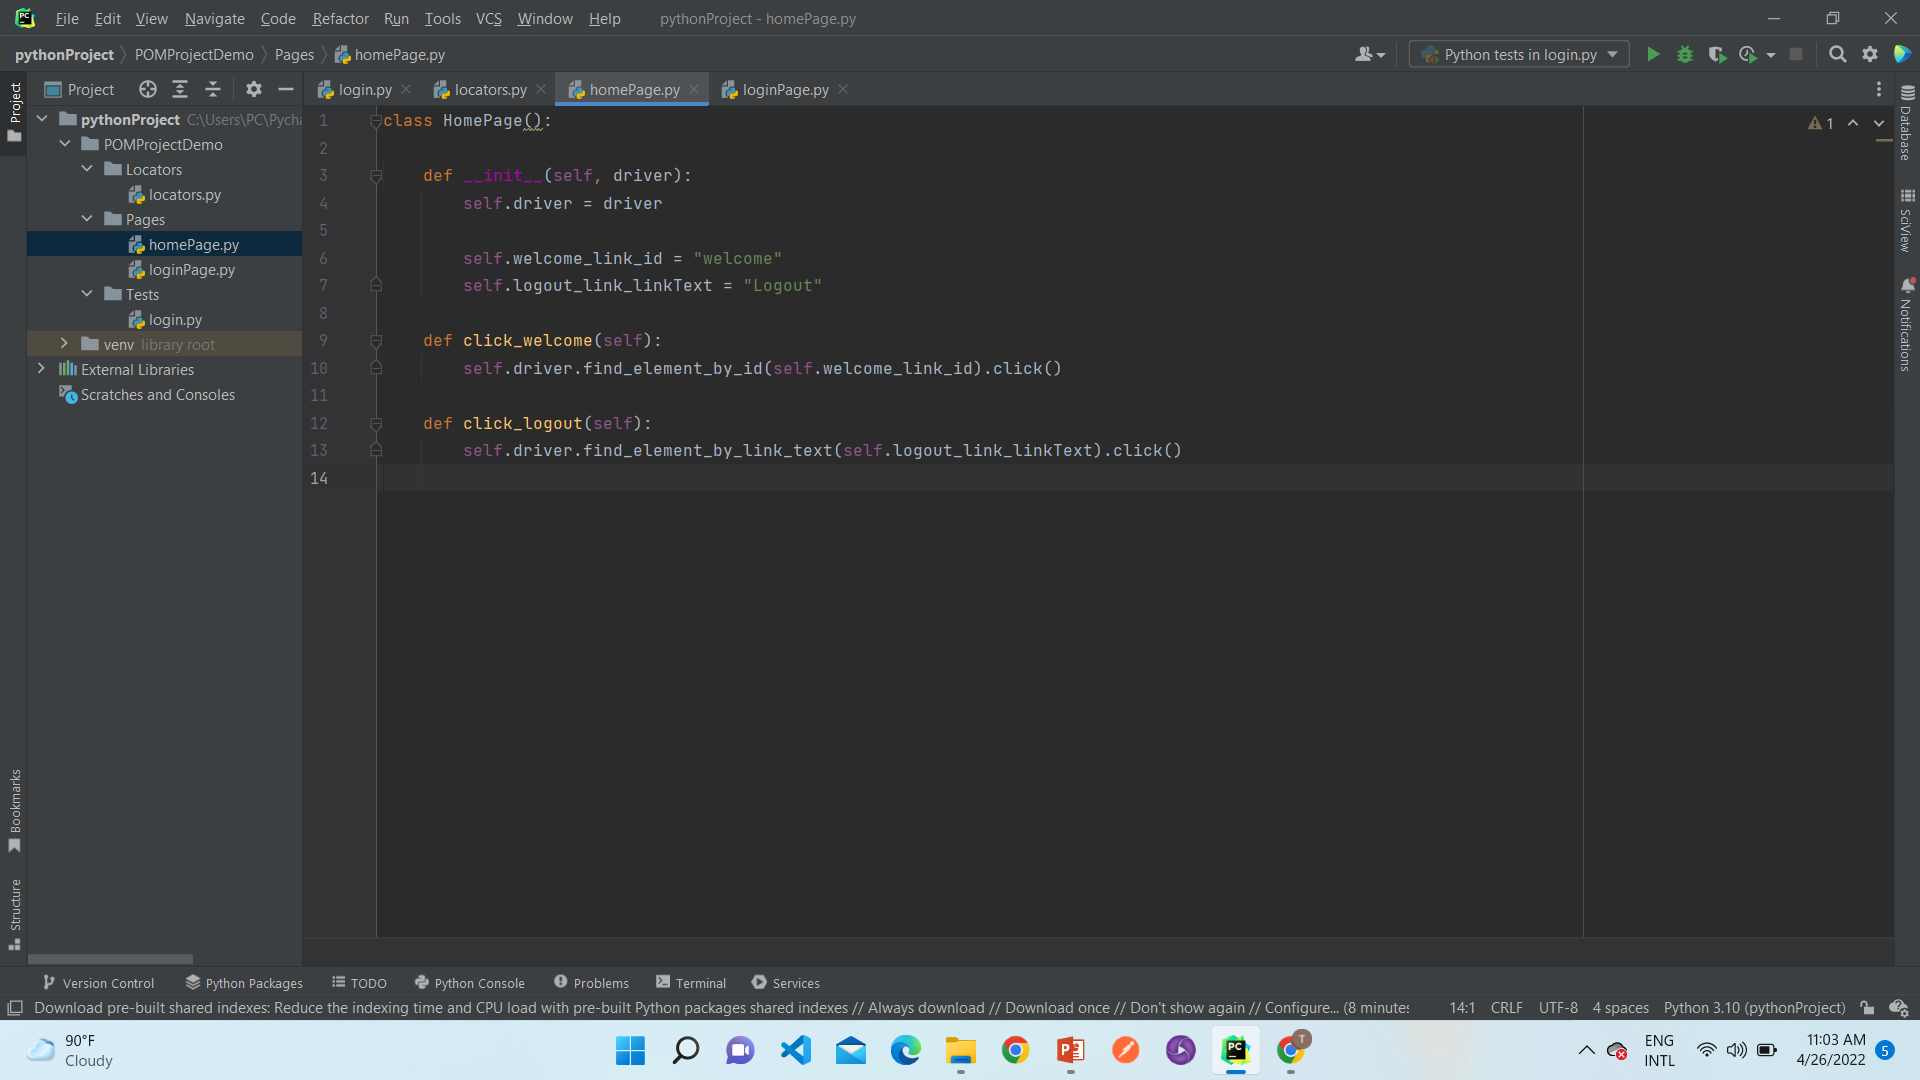 File Edit View Navigate Code Refactor Run Tools VCS Window Help pythonProject - homePage.py
pythonProject POMProjectDemo Pages homePage.py Python tests in login.py
Project login.py locators.py homePage.py loginPage.py
Project
pythonProject C:\Users\PC\Pycha
POMProjectDemo
Locators
locators.py
Pages
homePage.py
loginPage.py
Tests
login.py
venv library root
External Libraries
Scratches and Consoles
Bookmarks
Structure
1 class HomePage():
2
3 def __init__(self, driver):
4 self.driver = driver
5
6 self.welcome_link_id = "welcome"
7 self.logout_link_linkText = "Logout"
8
9 def click_welcome(self):
10 self.driver.find_element_by_id(self.welcome_link_id).click()
11
12 def click_logout(self):
13 self.driver.find_element_by_link_text(self.logout_link_linkText).click()
14
1
Database
SciView
Notifications
Version Control Python Packages TODO Python Console Problems Terminal Services
Download pre-built shared indexes: Reduce the indexing time and CPU load with pre-built Python packages shared indexes // Always download // Download once // Don't show again // Configure... (8 minutes 14:1 CRLF UTF-8 4 spaces Python 3.10 (pythonProject)
90°F
Cloudy
PC
T
ENG
INTL
11:03 AM
4/26/2022
5